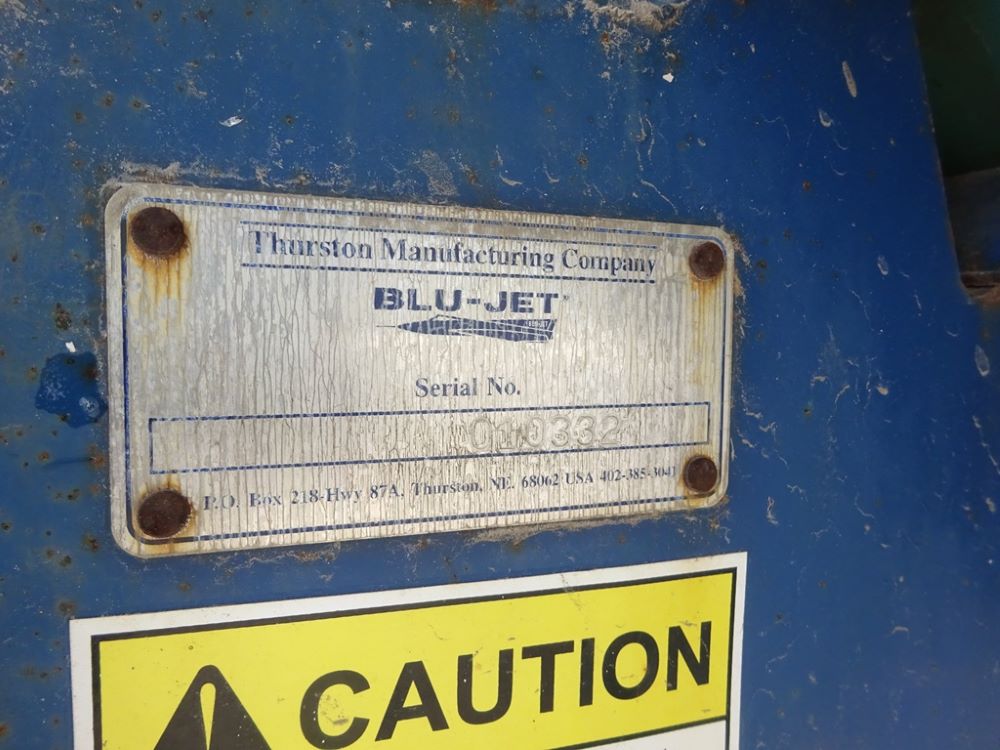 Thurston Manufacturing Company
BLU-JET
Serial No.
P.O. Box 218-Hwy 87A, Thurston, NE. 68062 USA 402-385-3041
CAUTION